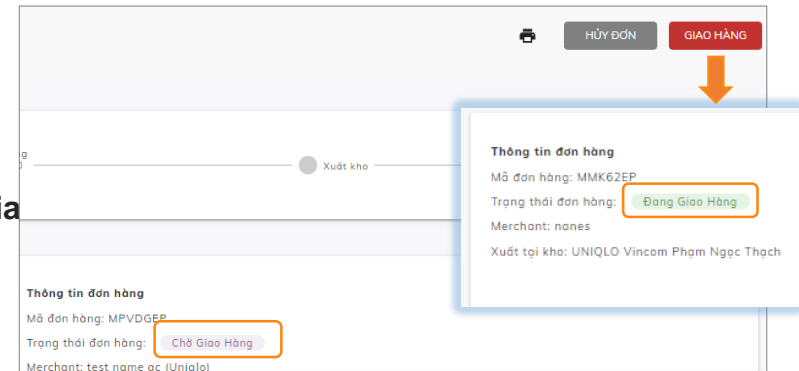 HỦY ĐƠN
GIAO HÀNG
g
Xuất kho
Thông tin đơn hàng
Mã đơn hàng: MMK62EP
Trạng thái đơn hàng: Đang Giao Hàng
Merchant: nanes
Xuất tại kho: UNIQLO Vincom Phạm Ngọc Thạch
ia
Thông tin đơn hàng
Mã đơn hàng: MPVDGEP
Trạng thái đơn hàng: Chờ Giao Hàng
Merchant: test name qc (Uniqlo)